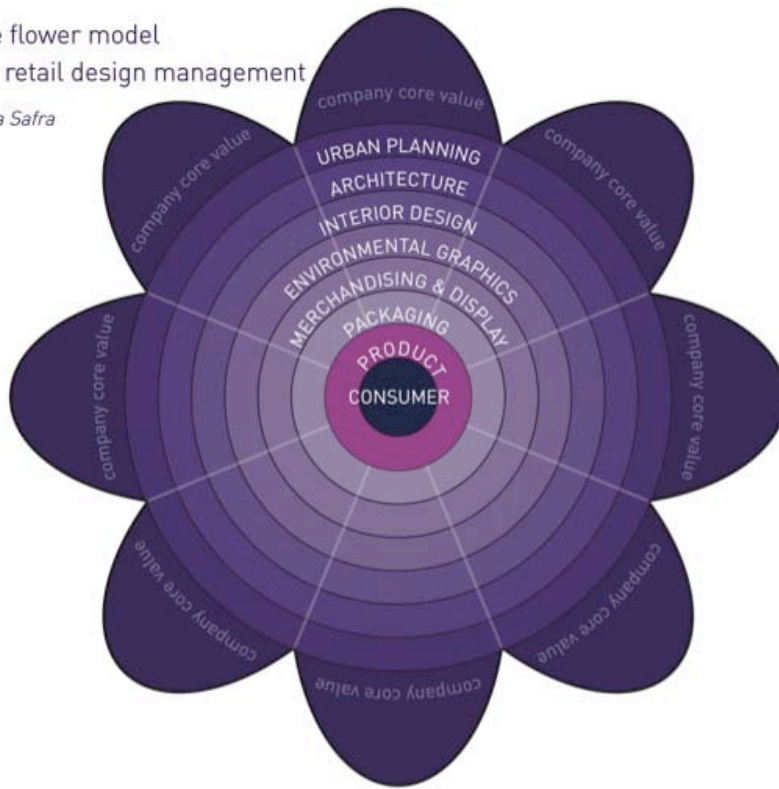 flower model
retail design management
Safra
company core value
company core value
company core value
company core value
company core value
company core value
company core value
company core value
URBAN PLANNING
ARCHITECTURE
INTERIOR DESIGN
ENVIRONMENTAL GRAPHICS
MERCHANDISING & DISPLAY
PACKAGING
PRODUCT
CONSUMER